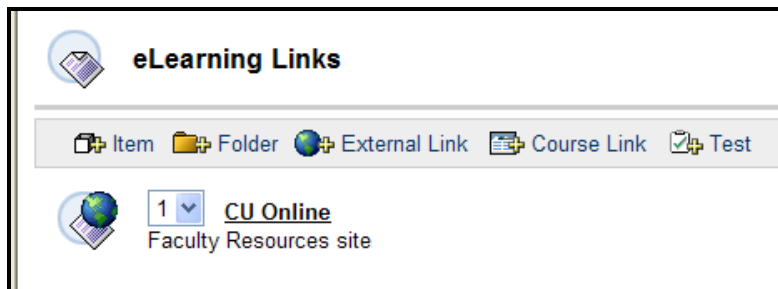 eLearning Links
Item Folder External Link Course Link Test
1 CU Online
Faculty Resources site